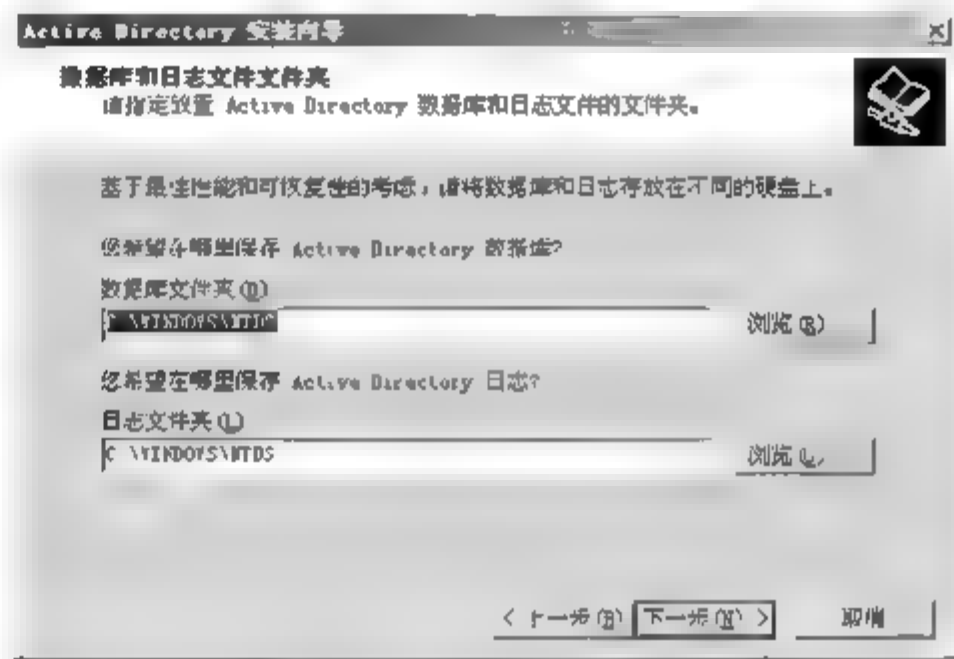 Active Directory 安装向导
数据库和日志文件文件夹
请指定放置 Active Directory 数据库和日志文件的文件夹。
基于最佳性能和可恢复性的考虑，请将数据库和日志存放在不同的硬盘上。
您希望在哪里保存 Active Directory 数据库?
数据库文件夹(D)
C:\WINDOWS\NTDS 浏览(R)
您希望在哪里保存 Active Directory 日志?
日志文件夹(L)
C:\WINDOWS\NTDS 浏览
< 上一步(B) 下一步(N) > 取消